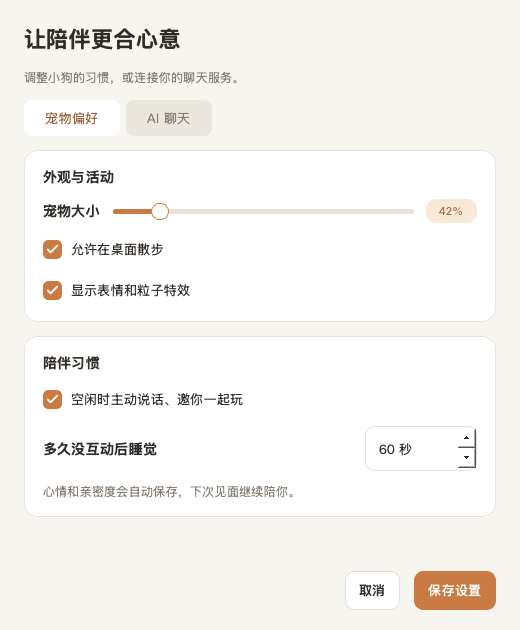 让陪伴更合心意
调整小狗的习惯，或连接你的聊天服务。
宠物偏好
AI 聊天
外观与活动
宠物大小
42%
允许在桌面散步
显示表情和粒子特效
陪伴习惯
空闲时主动说话、邀你一起玩
多久没互动后睡觉
60 秒
心情和亲密度会自动保存，下次见面继续陪你。
取消
保存设置